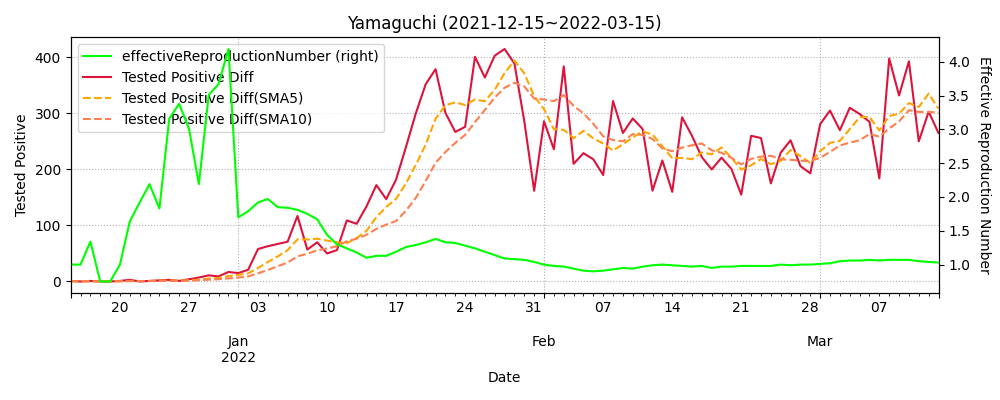 Yamaguchi (2021-12-15~2022-03-15)
effectiveReproductionNumber (right)
Tested Positive Diff
Tested Positive Diff(SMA5)
Tested Positive Diff(SMA10)
Tested Positive
400
300
200
100
0
Effective Reproduction Number
4.0
3.5
3.0
2.5
2.0
1.5
1.0
20 27 03 10 17 24 31 07 14 21 28 07
Jan Feb Mar
2022
Date